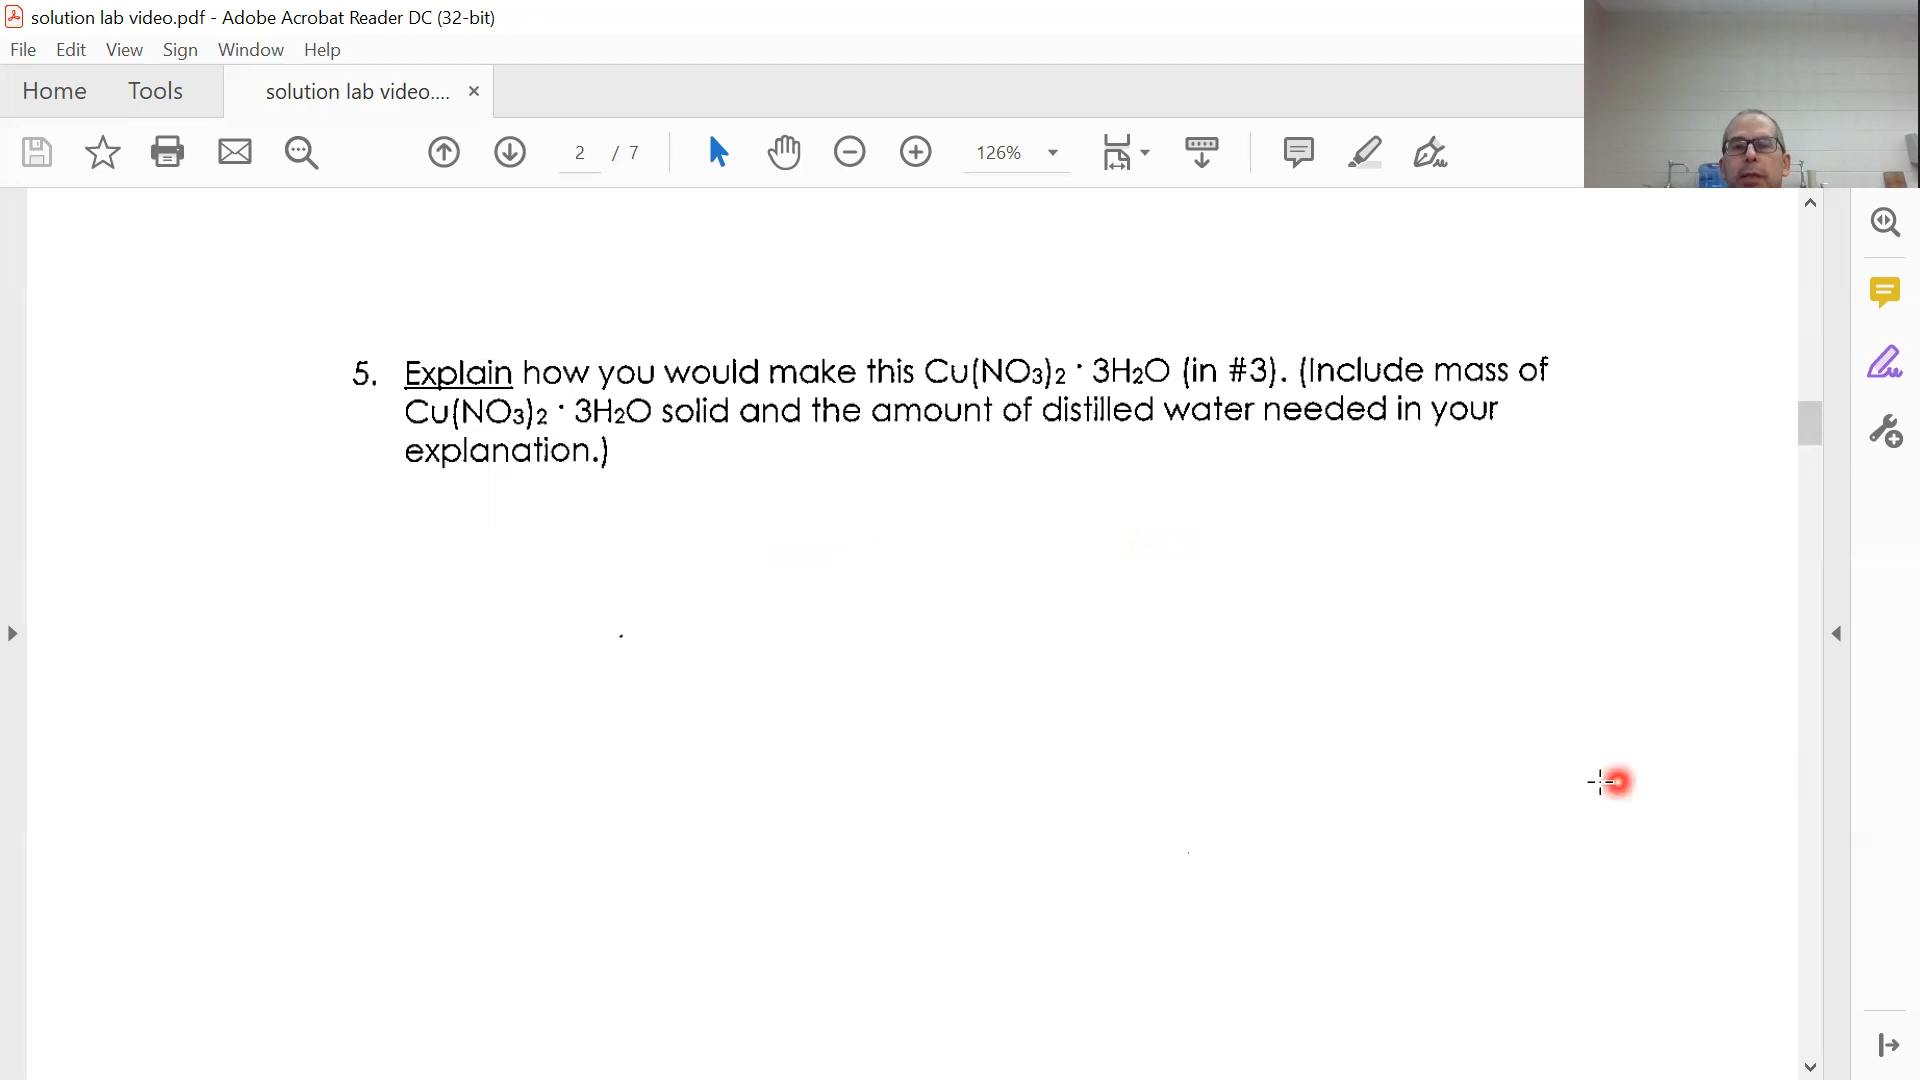 solution lab video.pdf - Adobe Acrobat Reader DC (32-bit)
File Edit View Sign Window Help
Home Tools solution lab video.... ×
2 / 7 126%
5. Explain how you would make this Cu(NO₃)₂ · 3H₂O (in #3). (Include mass of
Cu(NO₃)₂ · 3H₂O solid and the amount of distilled water needed in your
explanation.)